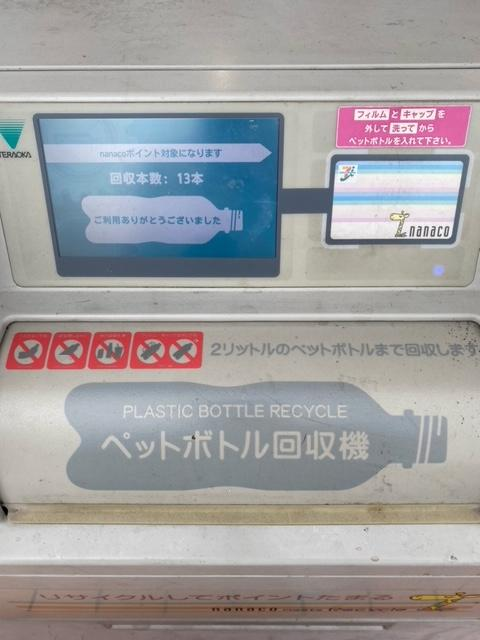 TERAOKA
nanacoポイント対象になります
回収本数: 13本
ご利用ありがとうございました
フィルム と キャップ を
外して 洗って から
ペットボトルを入れて下さい。
nanaco
2リットルのペットボトルまで回収します
PLASTIC BOTTLE RECYCLE
ペットボトル回収機
リサイクルしてポイントたまる
nanaco
Recycle